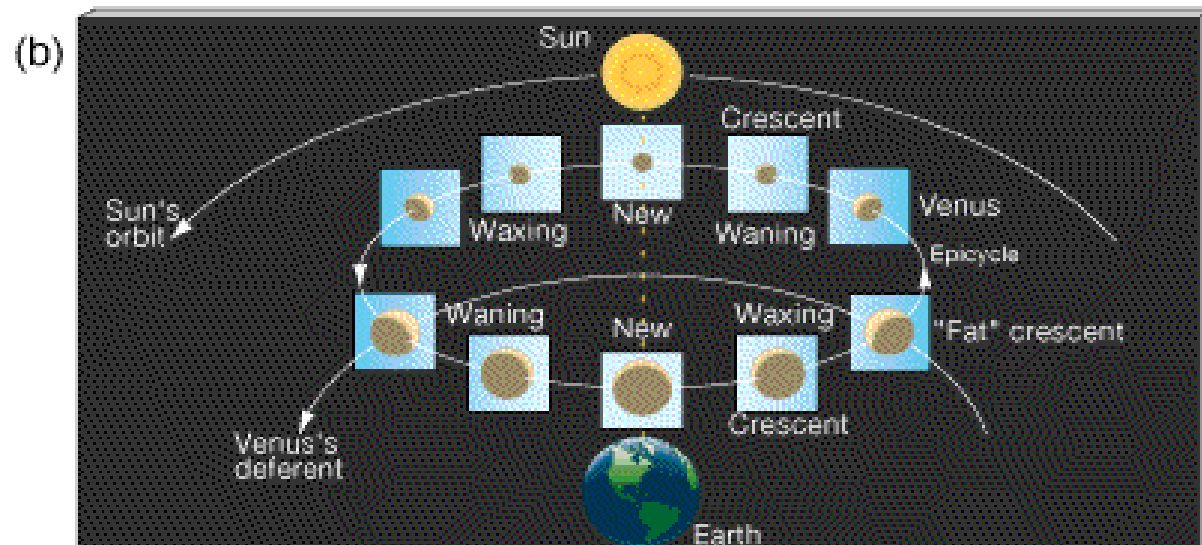 (b)
Sun
Crescent
Sun's
orbit
Waxing
New
Waning
Venus
Epicycle
Waning
New
Waxing
"Fat" crescent
Crescent
Venus's
deferent
Earth